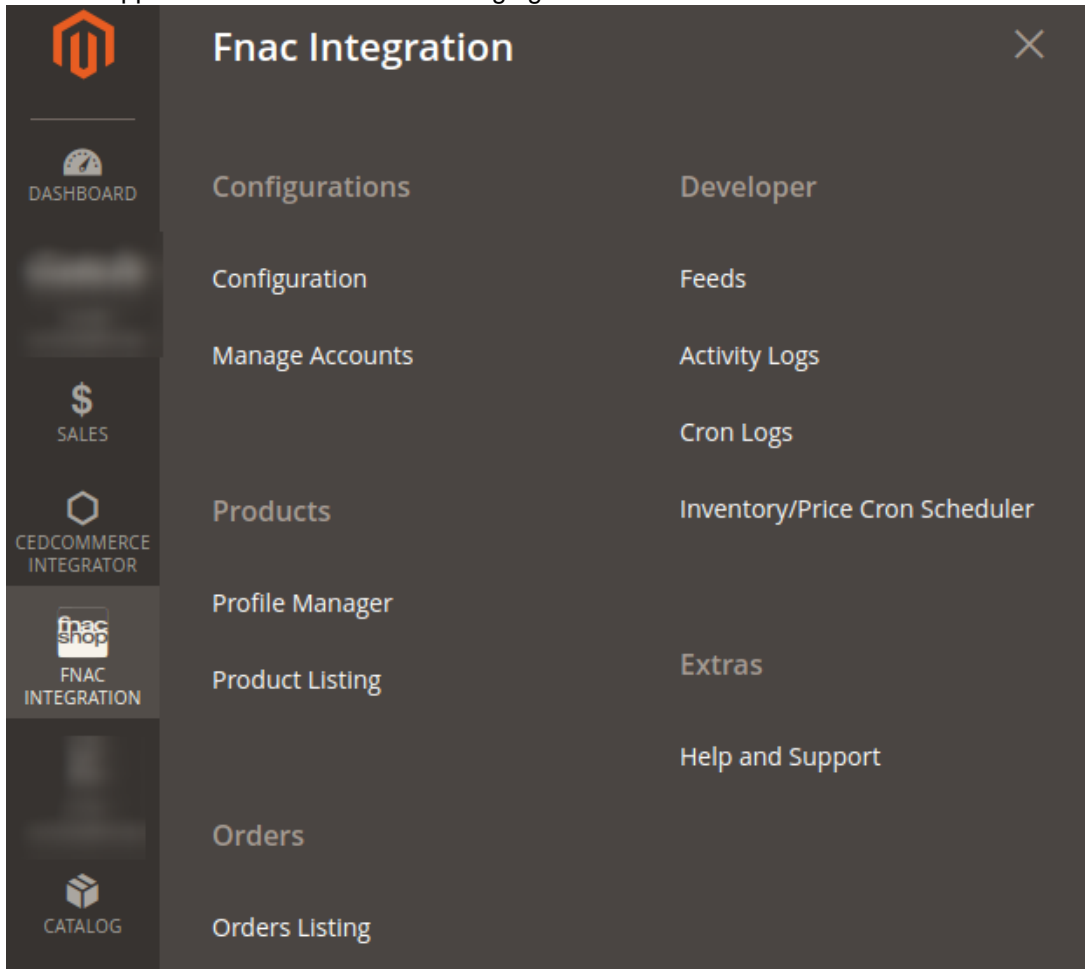 Fnac Integration
DASHBOARD
SALES
CEDCOMMERCE
INTEGRATOR
fnac
shop
FNAC
INTEGRATION
CATALOG
Configurations
Configuration
Manage Accounts
Products
Profile Manager
Product Listing
Orders
Orders Listing
Developer
Feeds
Activity Logs
Cron Logs
Inventory/Price Cron Scheduler
Extras
Help and Support